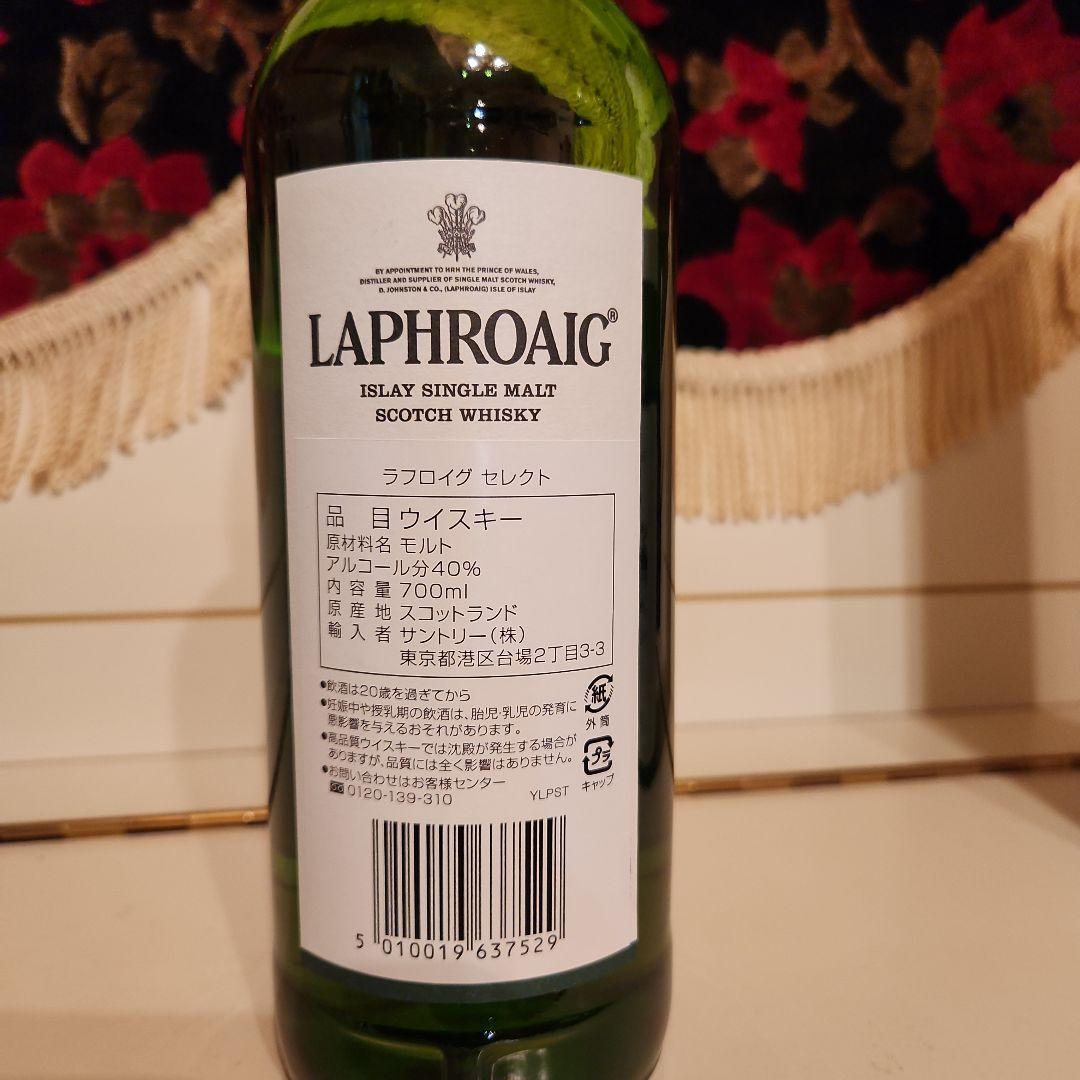 BY APPOINTMENT TO HRH THE PRINCE OF WALES,
DISTILLER AND SUPPLIER OF SINGLE MALT SCOTCH WHISKY,
D. JOHNSTON & CO., (LAPHROAIG) ISLE OF ISLAY
LAPHROAIG®
ISLAY SINGLE MALT
SCOTCH WHISKY
ラフロイグ セレクト
品 目 ウイスキー
原材料名 モルト
アルコール分40%
内 容 量 700ml
原 産 地 スコットランド
輸 入 者 サントリー(株)
東京都港区台場2丁目3-3
●飲酒は20歳を過ぎてから
●妊娠中や授乳期の飲酒は、胎児・乳児の発育に
悪影響を与えるおそれがあります。
●高品質ウイスキーでは沈殿が発生する場合が
ありますが、品質には全く影響はありません。
●お問い合わせはお客様センター
0120-139-310
YLPST
紙
外筒
プラ
キャップ
5 010019 637529